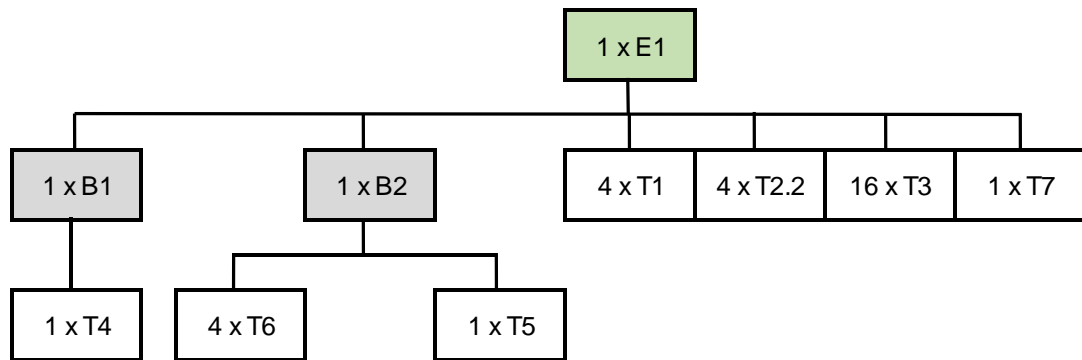 1 x E1
1 x B1
1 x B2
4 x T1
4 x T2.2
16 x T3
1 x T7
1 x T4
4 x T6
1 x T5